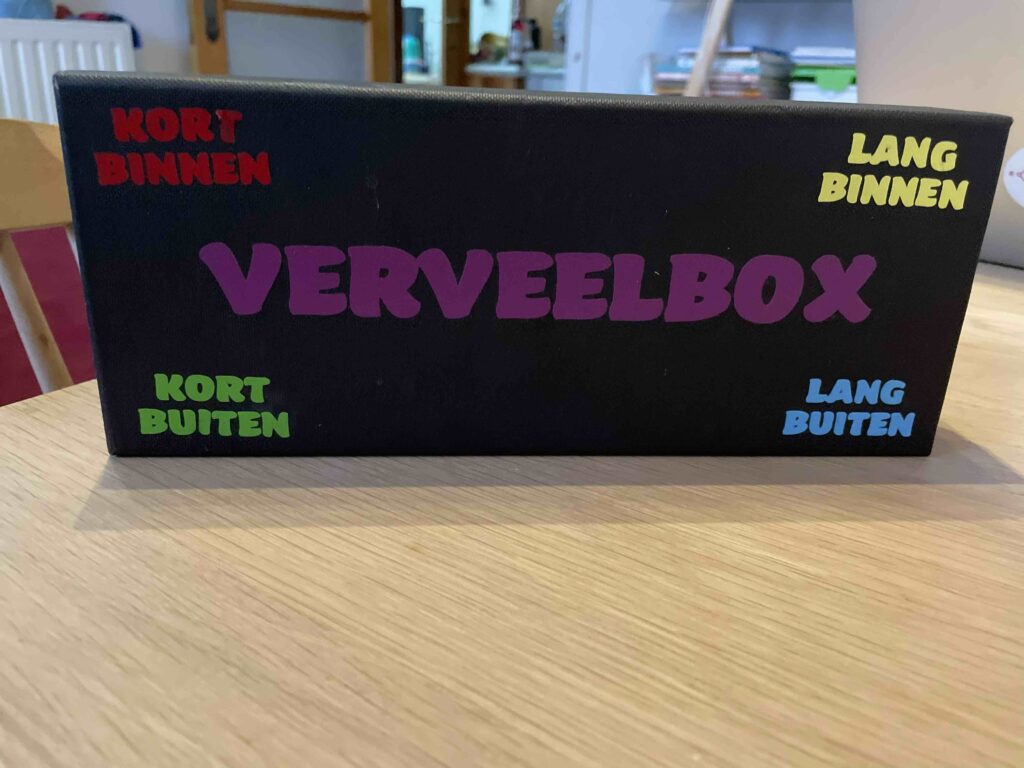 KORT
BINNEN
LANG
BINNEN
VERVEELBOX
KORT
BUITEN
LANG
BUITEN